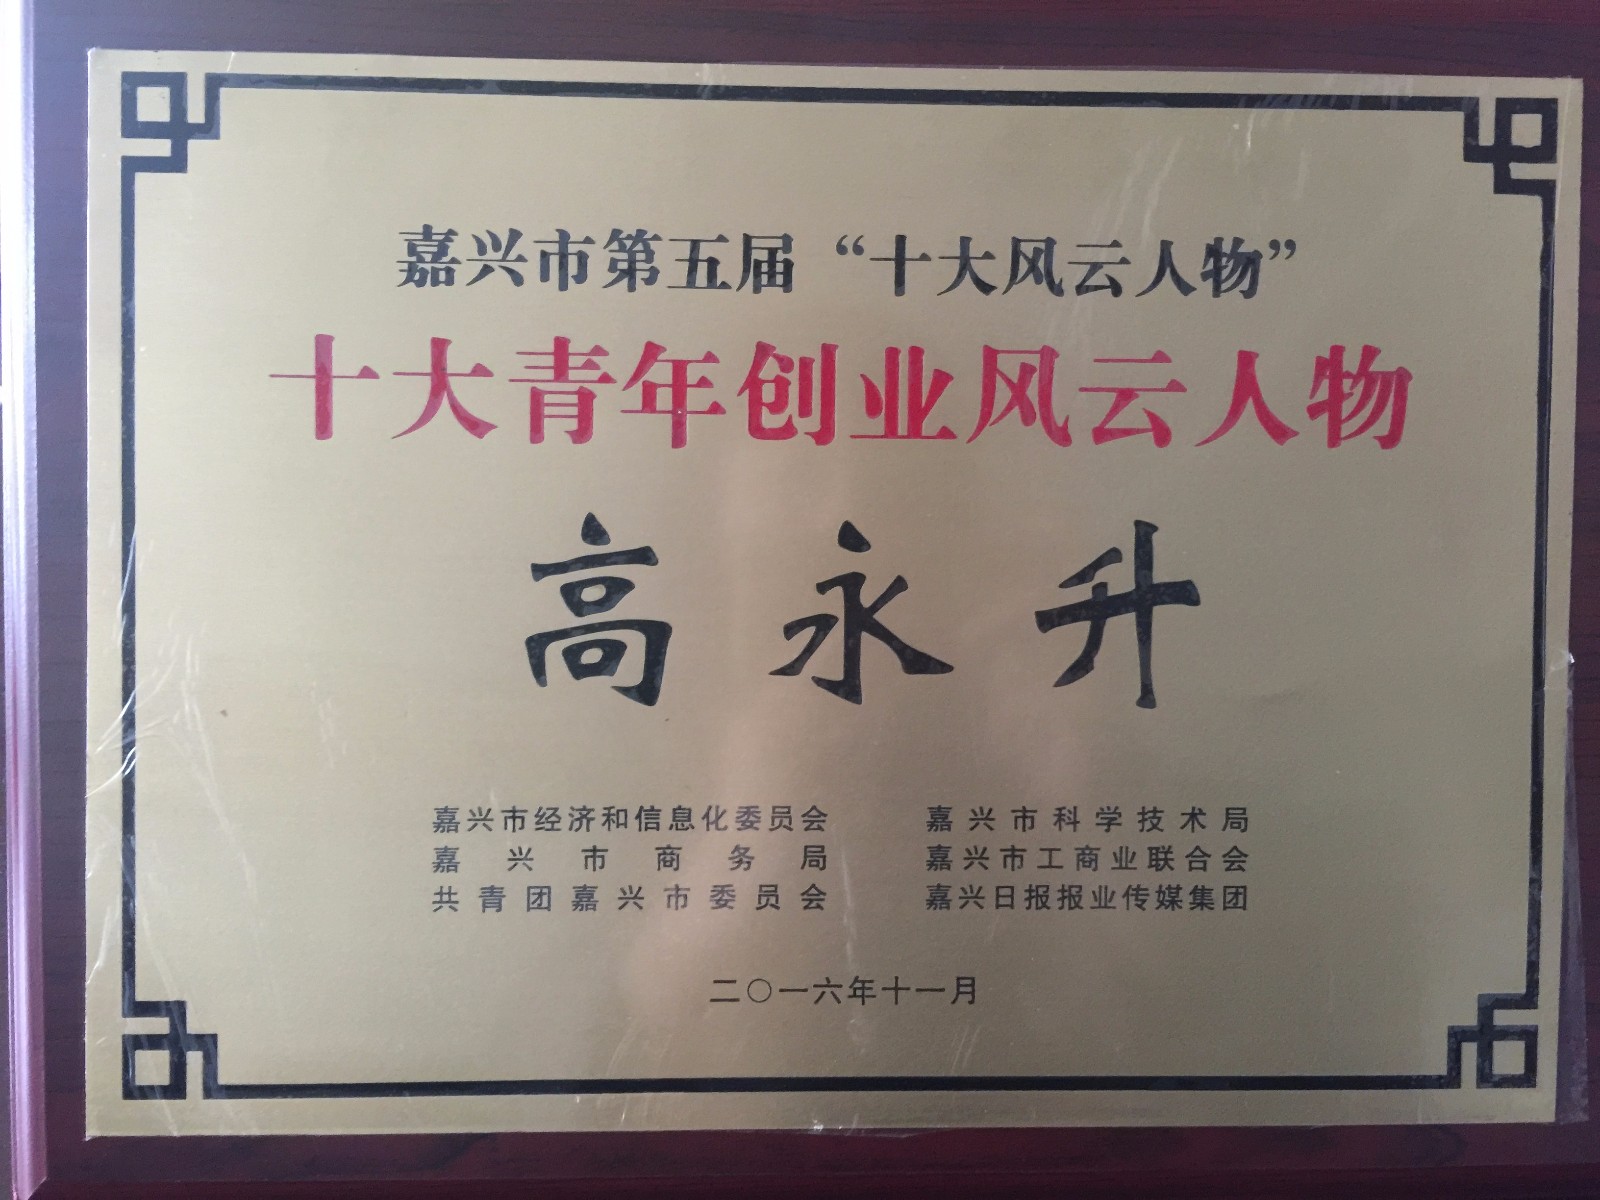 嘉兴市第五届“十大风云人物”
十大青年创业风云人物
高永升
嘉兴市经济和信息化委员会 嘉兴市科学技术局
嘉兴市商务局 嘉兴市工商业联合会
共青团嘉兴市委员会 嘉兴日报报业传媒集团
二〇一六年十一月